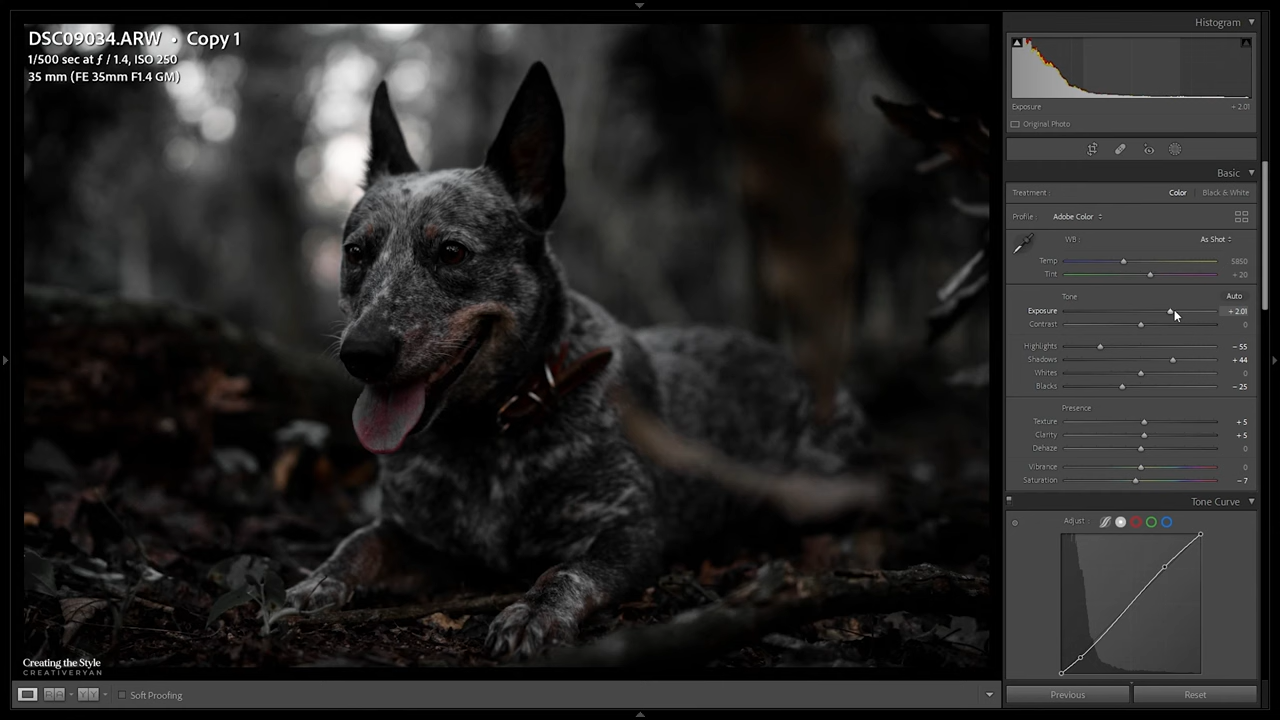 DSC09034.ARW • Copy 1
1/500 sec at ƒ / 1.4, ISO 250
35 mm (FE 35mm F1.4 GM)
Creating the Style
CREATIVERYAN
Soft Proofing
Histogram
Exposure + 2.01
Original Photo
Basic
Treatment : Color Black & White
Profile : Adobe Color
WB : As Shot
Temp 5850
Tint + 20
Tone Auto
Exposure + 2.01
Contrast 0
Highlights − 55
Shadows + 44
Whites 0
Blacks − 25
Presence
Texture + 5
Clarity + 5
Dehaze 0
Vibrance 0
Saturation − 7
Tone Curve
Adjust :
Previous Reset